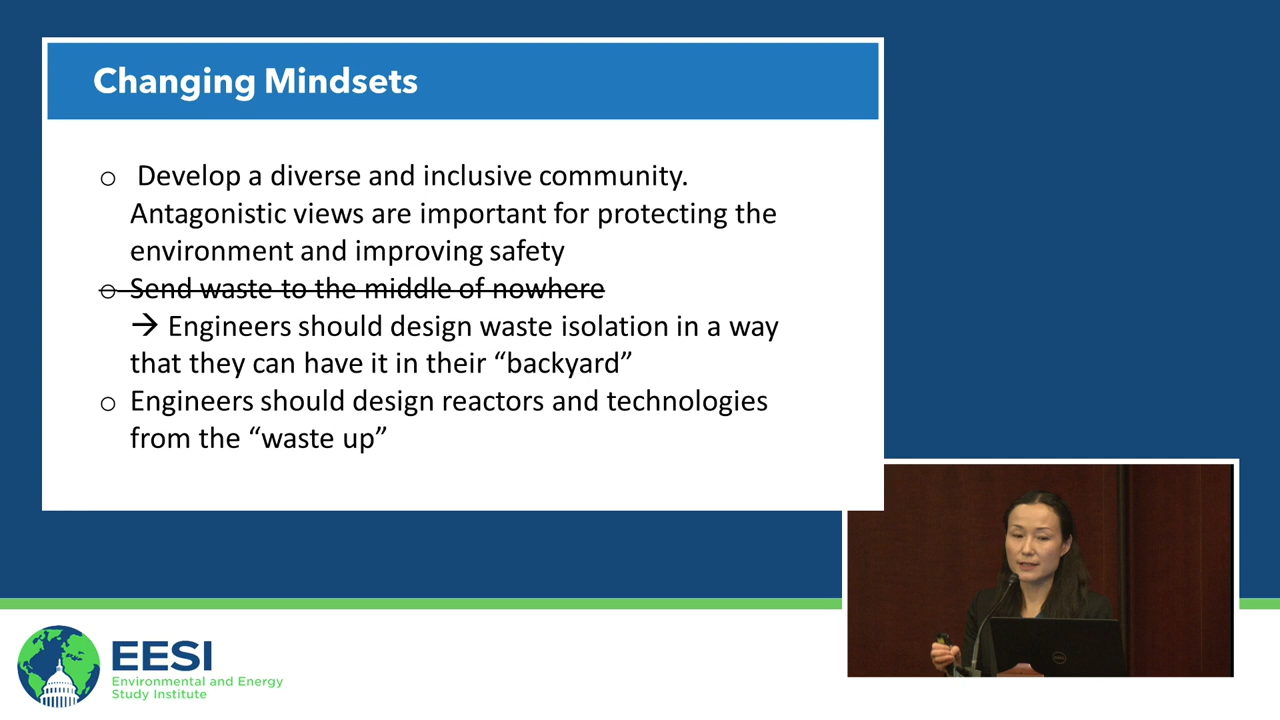 Changing Mindsets
o Develop a diverse and inclusive community.
Antagonistic views are important for protecting the
environment and improving safety
o Send waste to the middle of nowhere
→ Engineers should design waste isolation in a way
that they can have it in their “backyard”
o Engineers should design reactors and technologies
from the “waste up”
DELL
EESI
Environmental and Energy
Study Institute